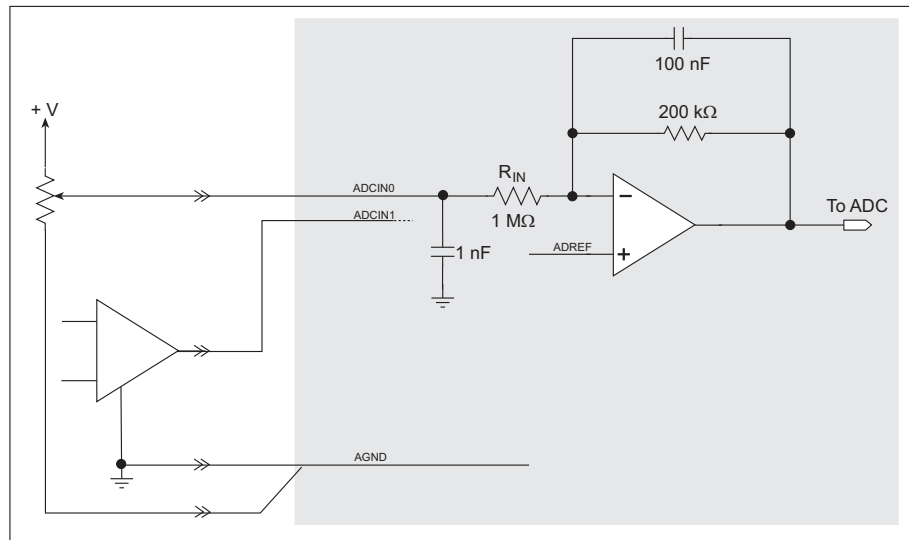 100 nF
+ V
200 kΩ
R_IN
ADCIN0
ADCIN1
1 MΩ
−
To ADC
ADREF
+
1 nF
AGND